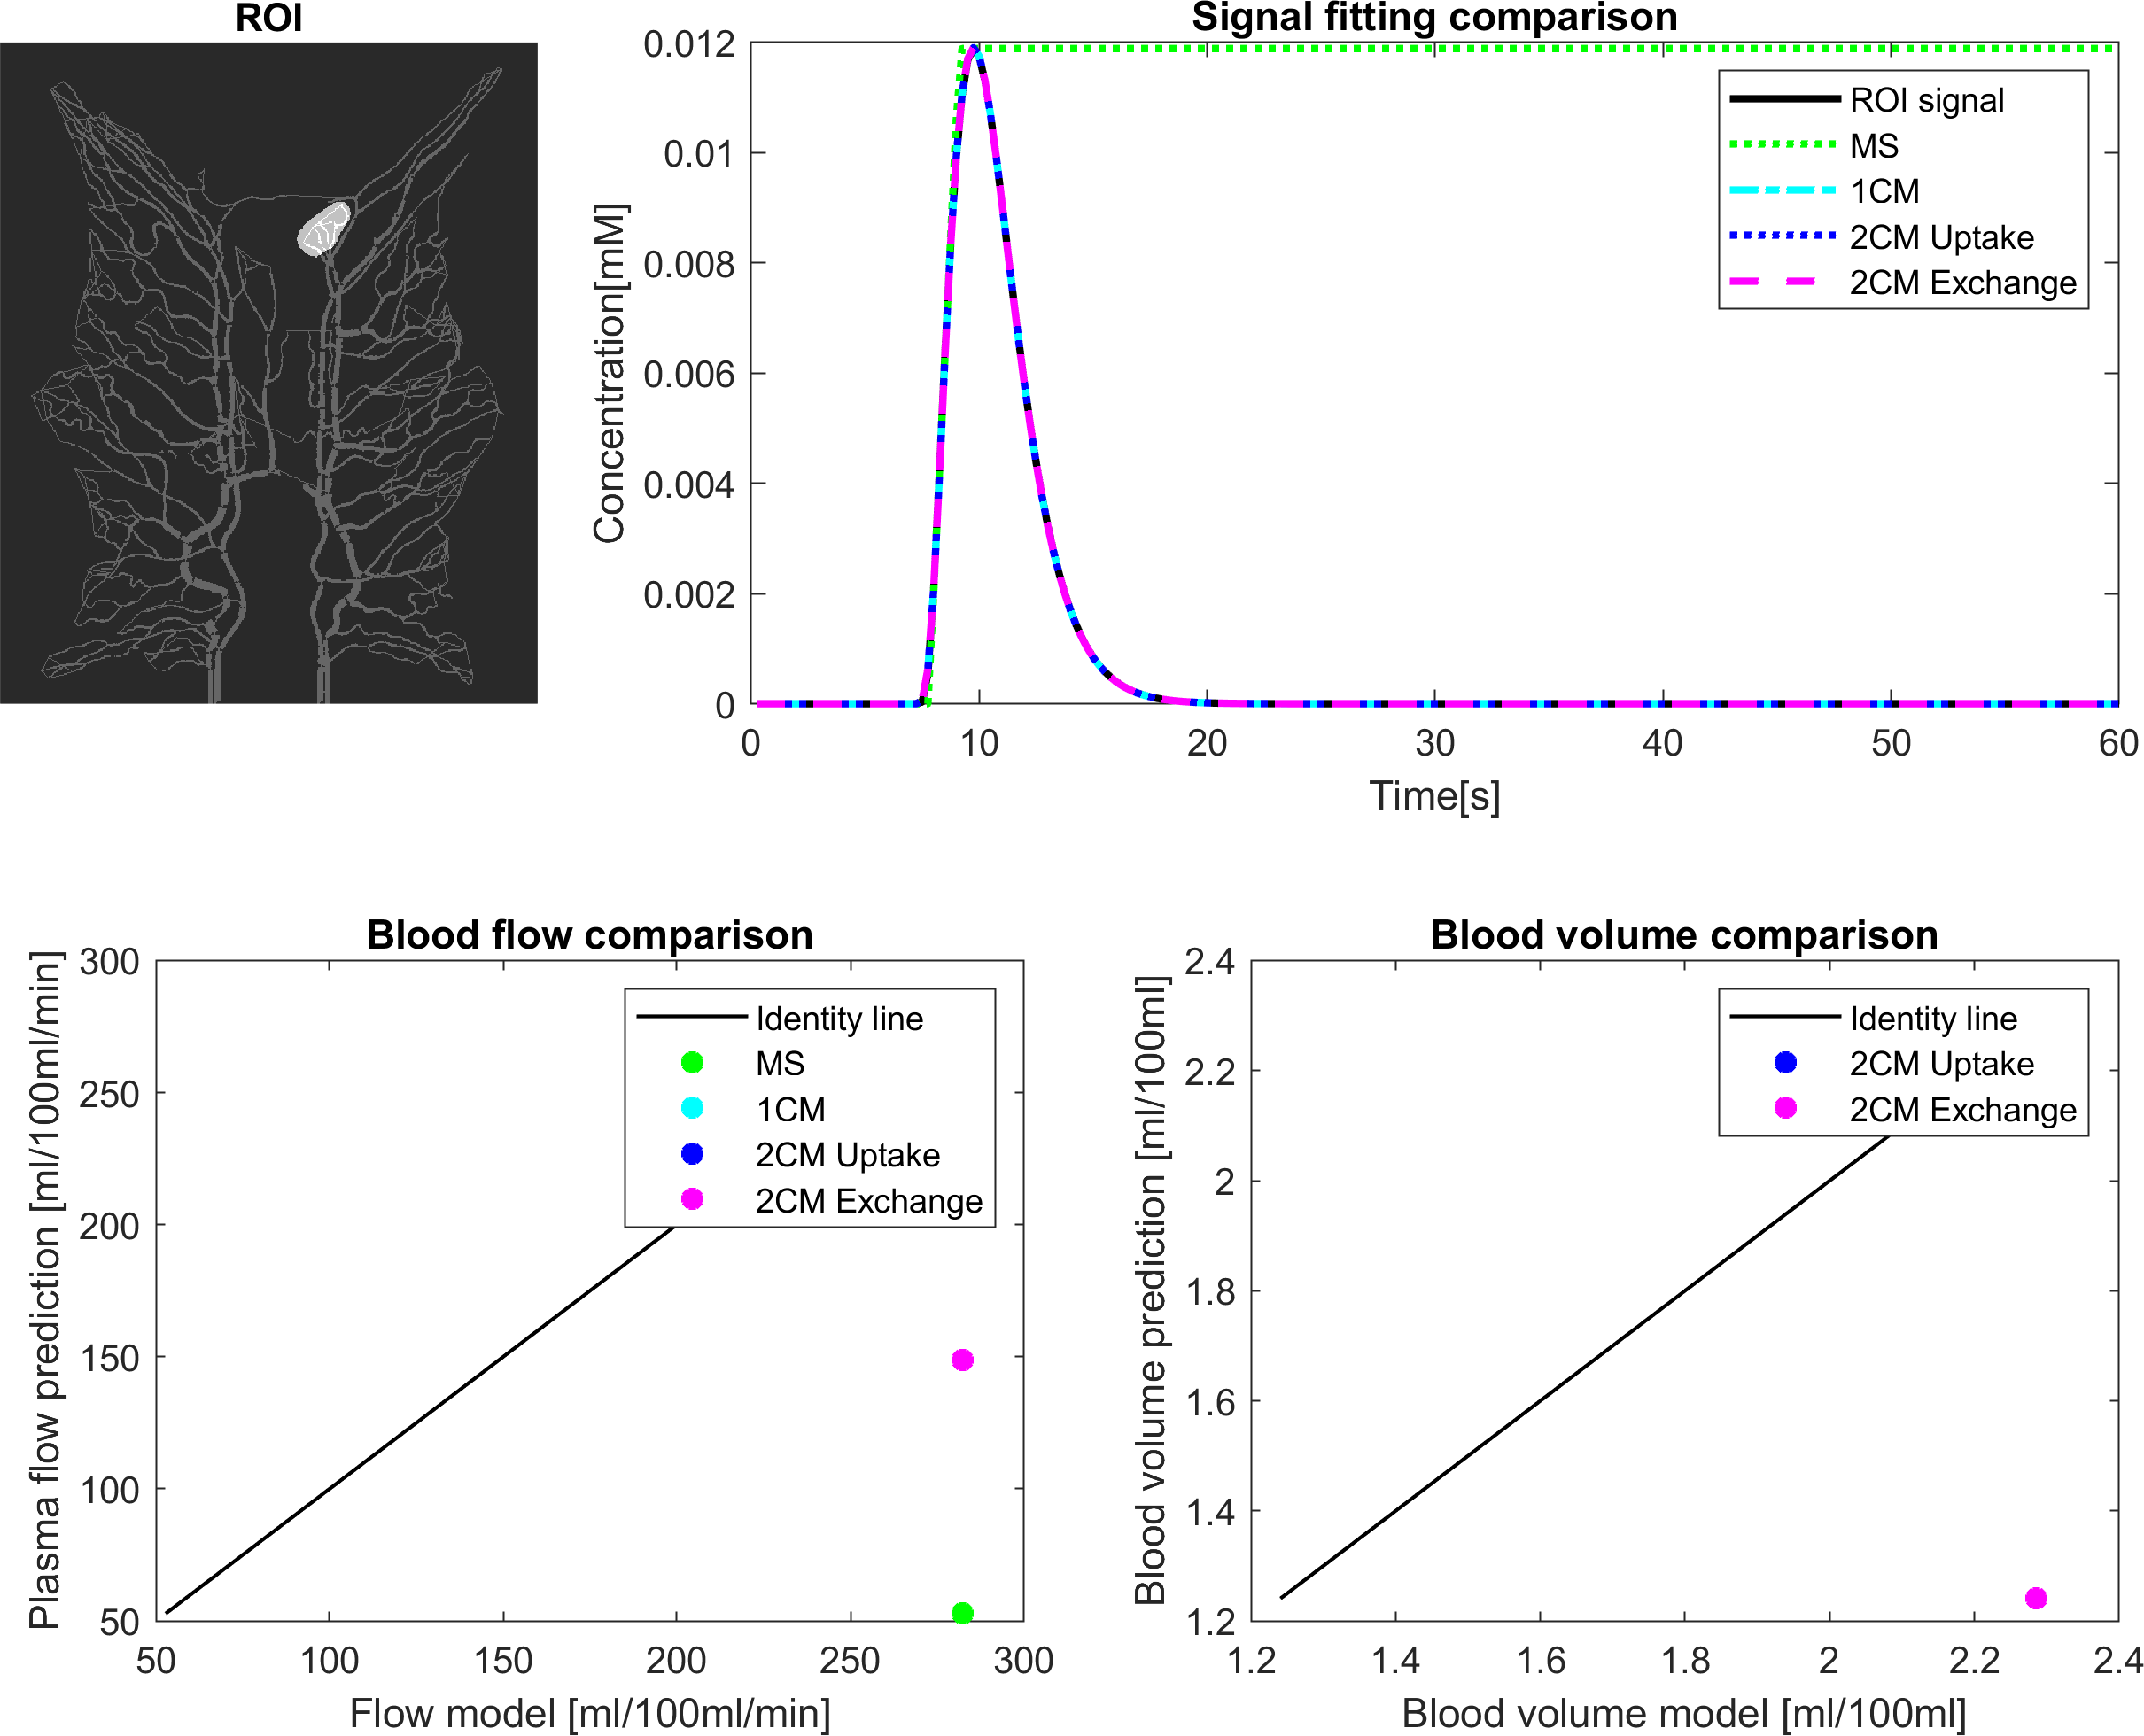 ROI
Signal fitting comparison
Concentration[mM]
0.012
0.01
0.008
0.006
0.004
0.002
0
0 10 20 30 40 50 60
Time[s]
ROI signal
MS
1CM
2CM Uptake
2CM Exchange
Blood flow comparison
Plasma flow prediction [ml/100ml/min]
300
250
200
150
100
50
50 100 150 200 250 300
Flow model [ml/100ml/min]
Identity line
MS
1CM
2CM Uptake
2CM Exchange
Blood volume comparison
Blood volume prediction [ml/100ml]
2.4
2.2
2
1.8
1.6
1.4
1.2
1.2 1.4 1.6 1.8 2 2.2 2.4
Blood volume model [ml/100ml]
Identity line
2CM Uptake
2CM Exchange